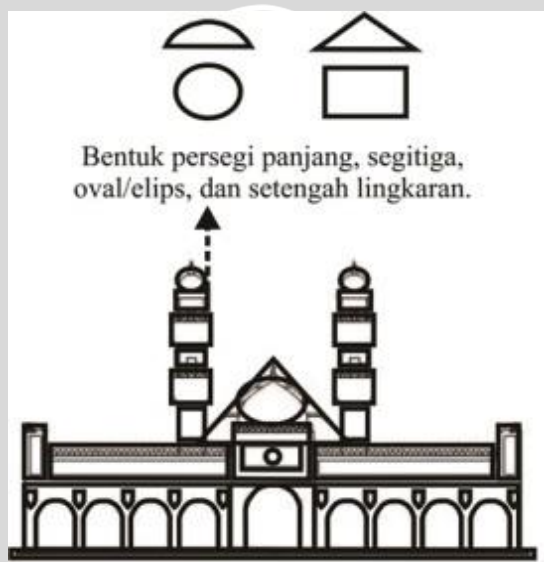 Bentuk persegi panjang, segitiga,
oval/elips, dan setengah lingkaran.